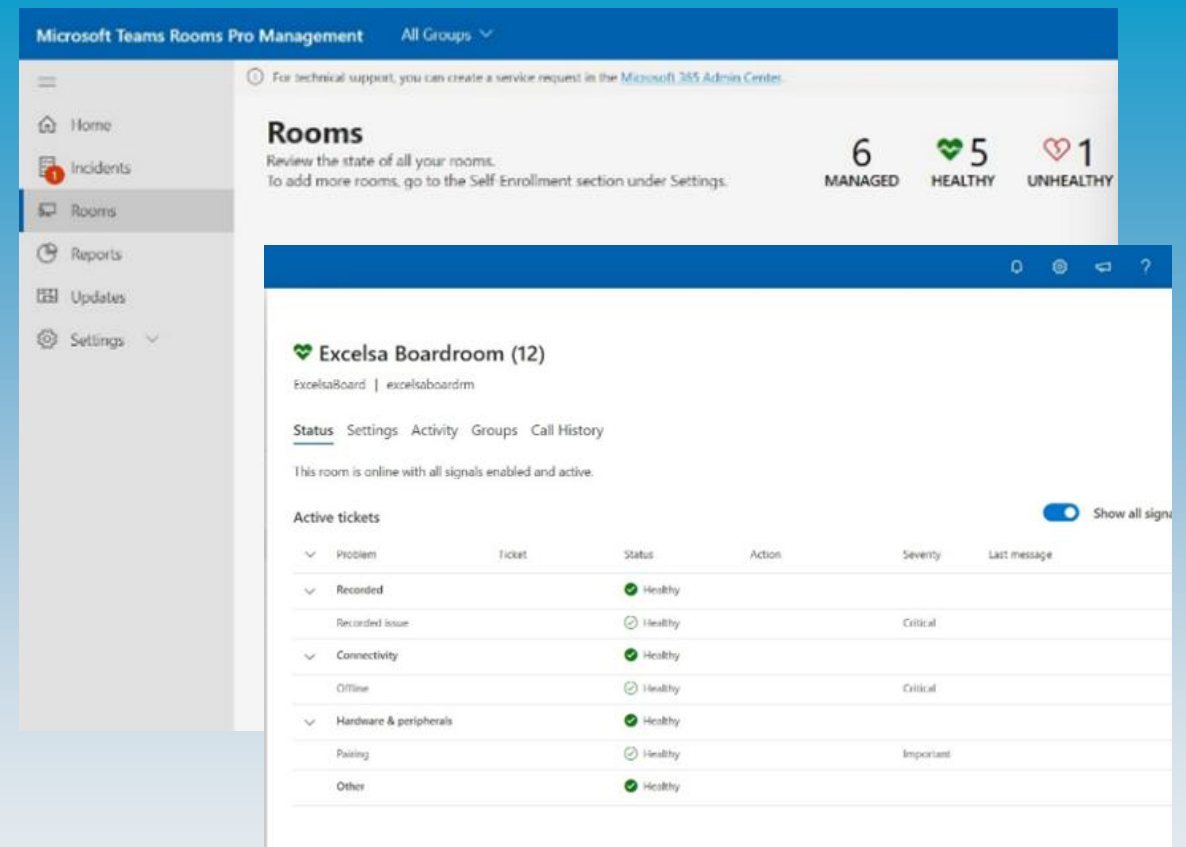 Microsoft Teams Rooms Pro Management All Groups
For technical support, you can create a service request in the Microsoft 365 Admin Center.
Home
1
Incidents
Rooms
Reports
Updates
Settings
Rooms
Review the state of all your rooms.
To add more rooms, go to the Self-Enrollment section under Settings.
6 5 1
MANAGED HEALTHY UNHEALTHY
?
Excelsa Boardroom (12)
ExcelsaBoard | excelsaboardrm
Status Settings Activity Groups Call History
This room is online with all signals enabled and active.
Active tickets Show all signa
Problem Ticket Status Action Severity Last message
Recorded Healthy
Recorded issue Healthy Critical
Connectivity Healthy
Offline Healthy Critical
Hardware & peripherals Healthy
Pairing Healthy Important
Other Healthy